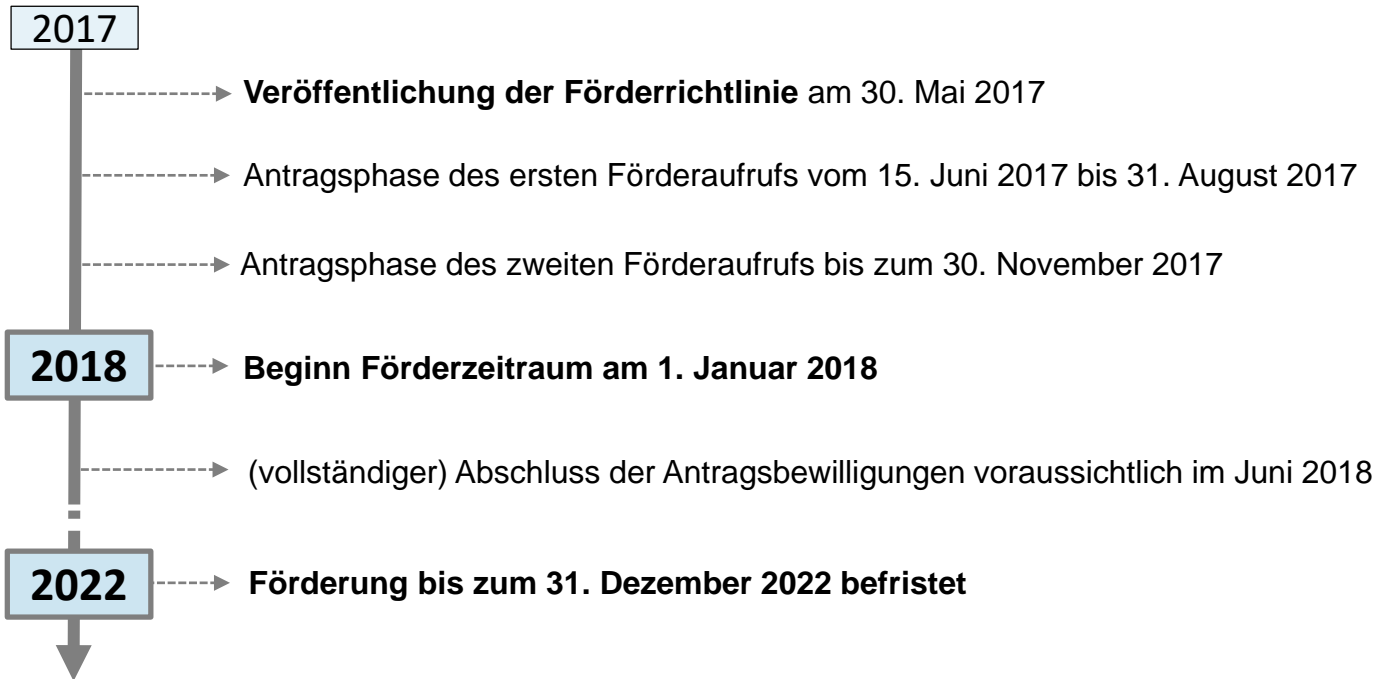 2017
Veröffentlichung der Förderrichtlinie am 30. Mai 2017
Antragsphase des ersten Förderaufrufs vom 15. Juni 2017 bis 31. August 2017
Antragsphase des zweiten Förderaufrufs bis zum 30. November 2017
2018
Beginn Förderzeitraum am 1. Januar 2018
(vollständiger) Abschluss der Antragsbewilligungen voraussichtlich im Juni 2018
2022
Förderung bis zum 31. Dezember 2022 befristet